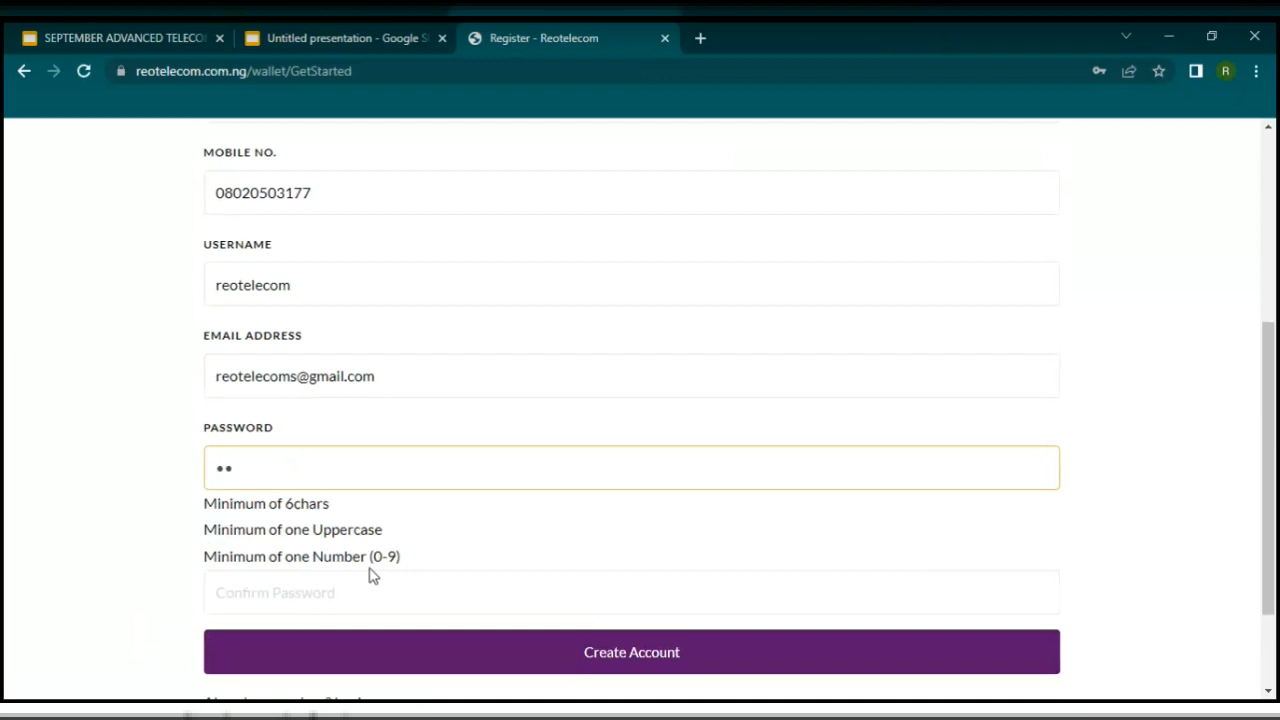 SEPTEMBER ADVANCED TELECO
Untitled presentation - Google S
Register - Reotelecom
reotelecom.com.ng/wallet/GetStarted
R
MOBILE NO.
08020503177
USERNAME
reotelecom
EMAIL ADDRESS
reotelecoms@gmail.com
PASSWORD
••
Minimum of 6chars
Minimum of one Uppercase
Minimum of one Number (0-9)
Confirm Password
Create Account